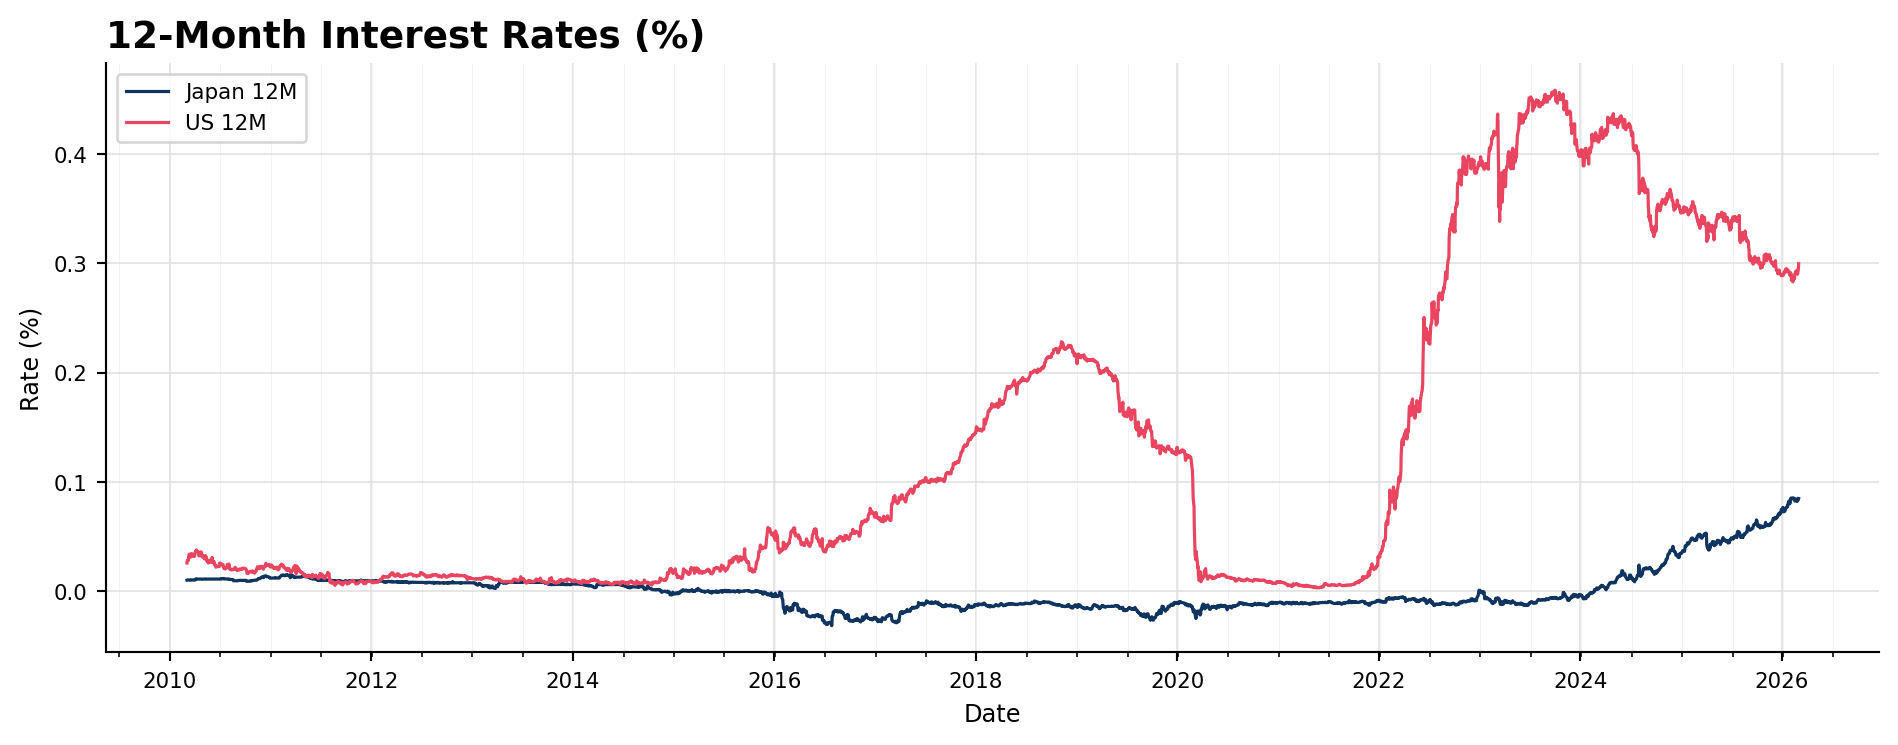 12-Month Interest Rates (%)
Japan 12M
US 12M
0.4
0.3
0.2
0.1
0.0
Rate (%)
2010 2012 2014 2016 2018 2020 2022 2024 2026
Date